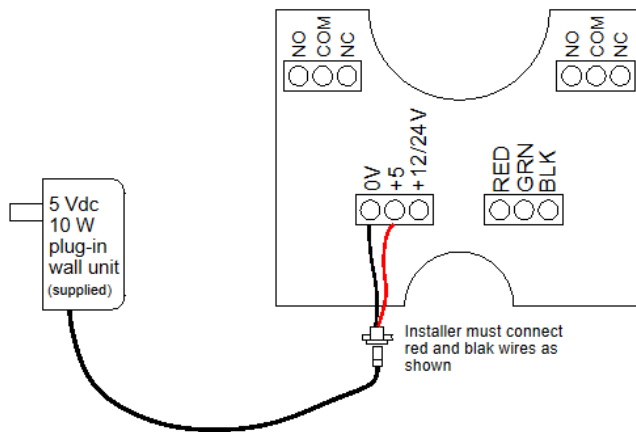 NO
COM
NC
NO
COM
NC
0V
+5
+12/24V
RED
GRN
BLK
5 Vdc
10 W
plug-in
wall unit
(supplied)
Installer must connect
red and blak wires as
shown